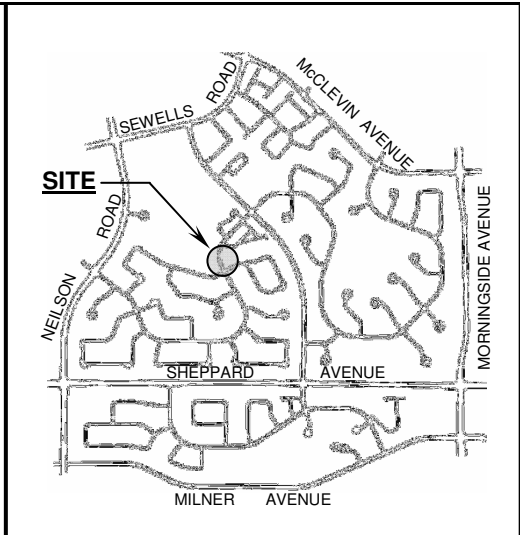 McCLEVIN AVENUE
SEWELLS ROAD
SITE
NEILSON ROAD
MORNINGSIDE AVENUE
SHEPPARD AVENUE
MILNER AVENUE